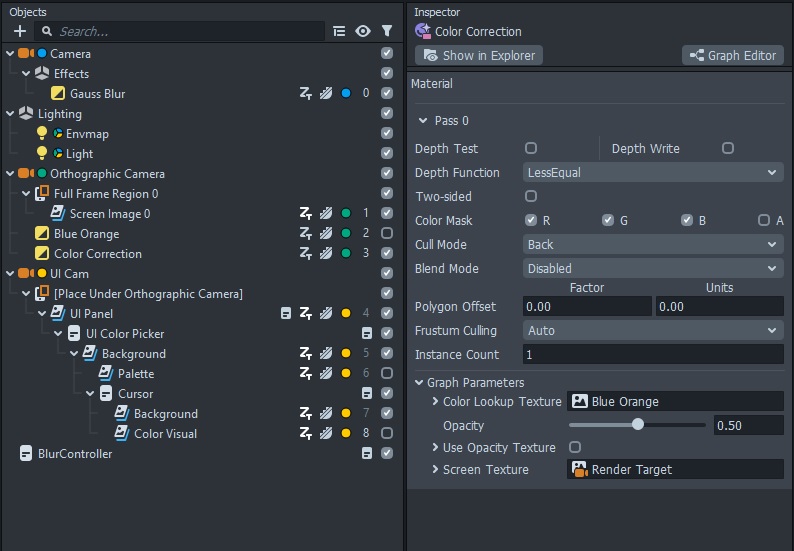 Objects
Search...
Camera
Effects
Gauss Blur 0
Lighting
Envmap
Light
Orthographic Camera
Full Frame Region 0
Screen Image 0 1
Blue Orange 2
Color Correction 3
UI Cam
[Place Under Orthographic Camera]
UI Panel 4
UI Color Picker
Background 5
Palette 6
Cursor
Background 7
Color Visual 8
BlurController
Inspector
Color Correction
Show in Explorer Graph Editor
Material
Pass 0
Depth Test Depth Write
Depth Function LessEqual
Two-sided
Color Mask R G B A
Cull Mode Back
Blend Mode Disabled
Factor Units
Polygon Offset 0.00 0.00
Frustum Culling Auto
Instance Count 1
Graph Parameters
Color Lookup Texture Blue Orange
Opacity 0.50
Use Opacity Texture
Screen Texture Render Target